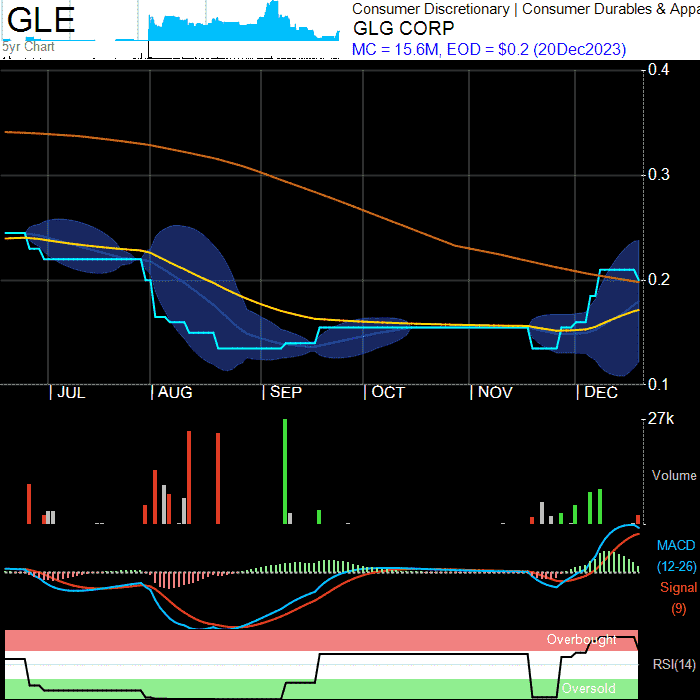 GLE
5yr Chart
Consumer Discretionary | Consumer Durables & Appa
GLG CORP
MC = 15.6M, EOD = $0.2 (20Dec2023)
0.4
0.3
0.2
0.1
| JUL | AUG | SEP | OCT | NOV | DEC
27k
Volume
MACD
(12-26)
Signal
(9)
Overbought
RSI(14)
Oversold